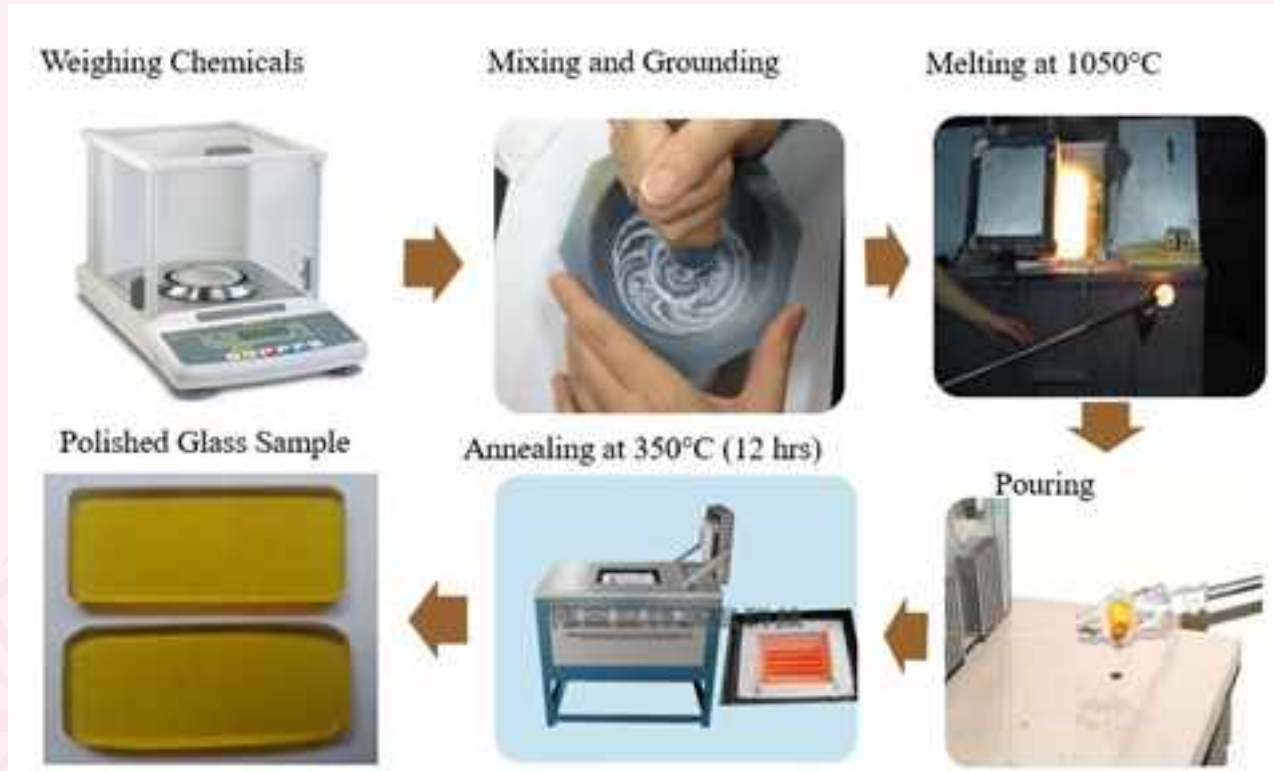 Weighing Chemicals
Mixing and Grounding
Melting at 1050°C
Pouring
Annealing at 350°C (12 hrs)
Polished Glass Sample